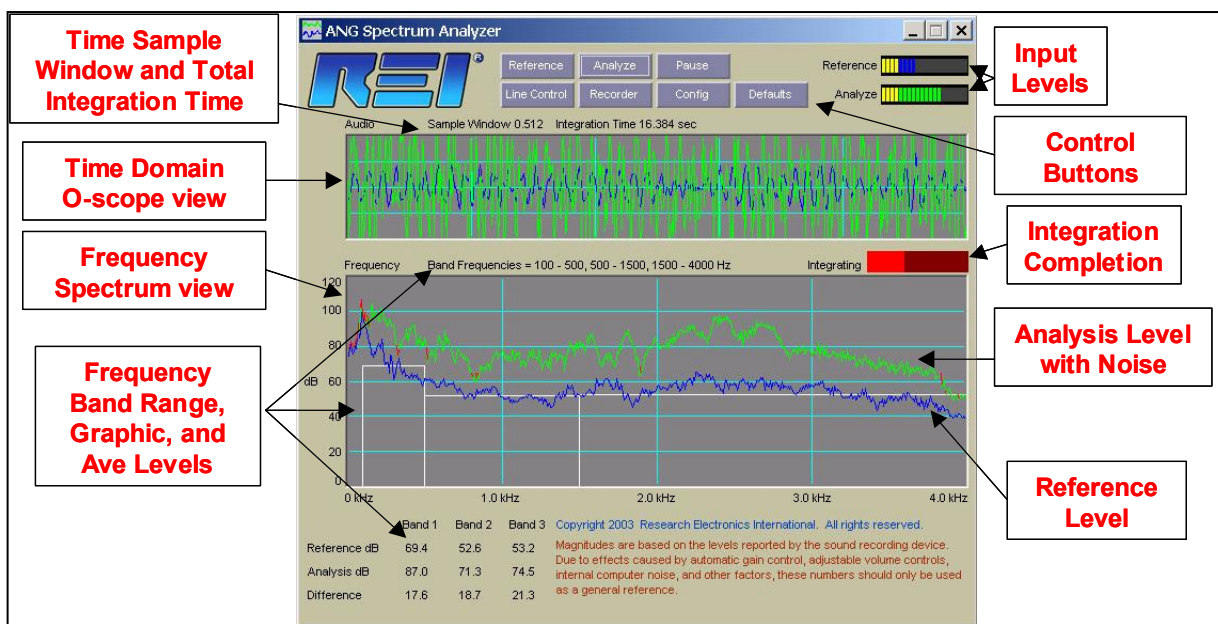 Time Sample
Window and Total
Integration Time
Time Domain
O-scope view
Frequency
Spectrum view
Frequency
Band Range,
Graphic, and
Ave Levels
ANG Spectrum Analyzer
REI®
Reference Analyze Pause
Line Control Recorder Config Defaults
Reference
Analyze
Audio Sample Window 0.512 Integration Time 16.384 sec
Frequency Band Frequencies = 100 - 500, 500 - 1500, 1500 - 4000 Hz Integrating
120
100
80
60
dB
40
20
0
0 kHz 1.0 kHz 2.0 kHz 3.0 kHz 4.0 kHz
Band 1 Band 2 Band 3
Reference dB 69.4 52.6 53.2
Analysis dB 87.0 71.3 74.5
Difference 17.6 18.7 21.3
Copyright 2003 Research Electronics International. All rights reserved.
Magnitudes are based on the levels reported by the sound recording device.
Due to effects caused by automatic gain control, adjustable volume controls,
internal computer noise, and other factors, these numbers should only be used
as a general reference.
Input
Levels
Control
Buttons
Integration
Completion
Analysis Level
with Noise
Reference
Level